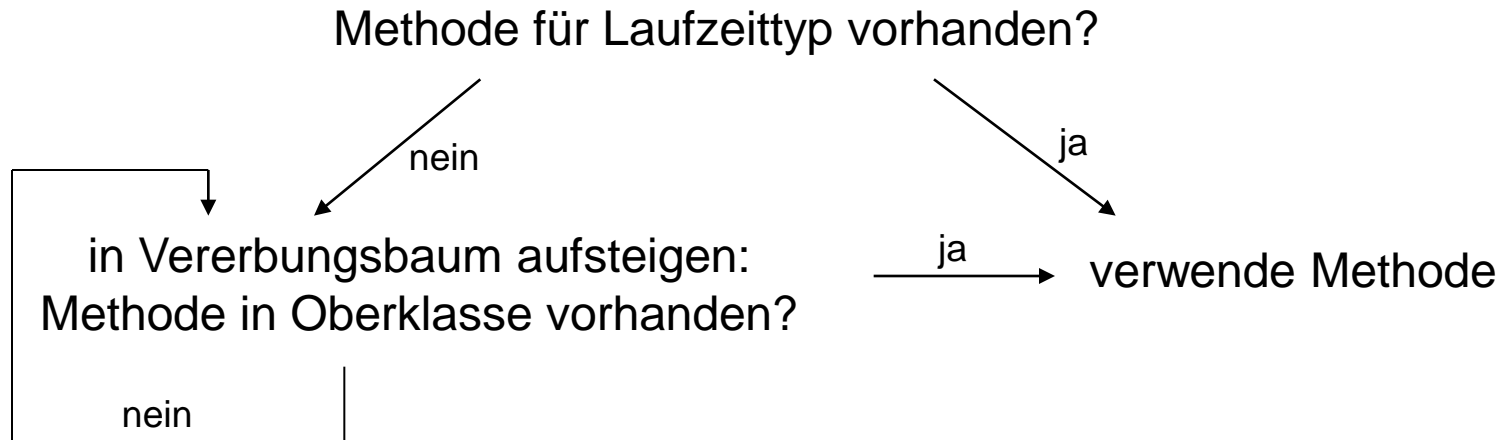 Methode für Laufzeittyp vorhanden?
nein
ja
in Vererbungsbaum aufsteigen:
Methode in Oberklasse vorhanden?
ja
verwende Methode
nein